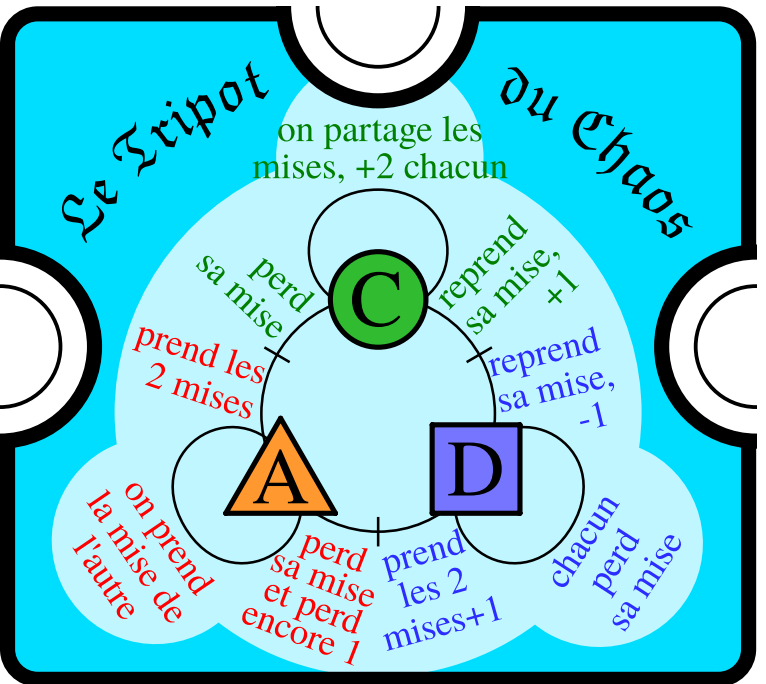 Le Tripot
du Chaos
on partage les
mises, +2 chacun
perd
sa mise
C
reprend
sa mise,
+1
prend les
2 mises
reprend
sa mise,
-1
A
D
on prend
la mise de
l'autre
perd
sa mise
et perd
encore 1
prend
les 2
mises+1
chacun
perd
sa mise